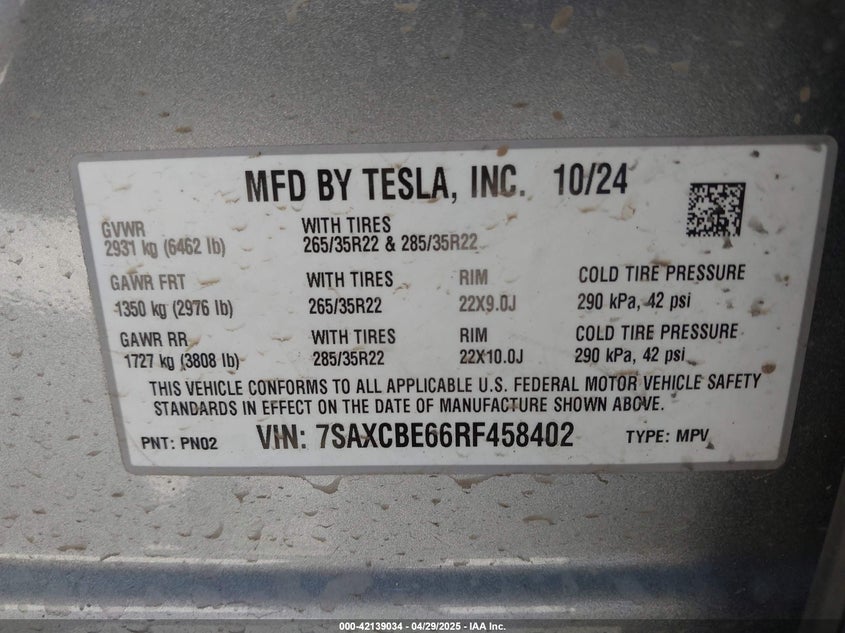 MFD BY TESLA, INC. 10/24
GVWR WITH TIRES
2931 kg (6462 lb) 265/35R22 & 285/35R22
GAWR FRT WITH TIRES RIM COLD TIRE PRESSURE
1350 kg (2976 lb) 265/35R22 22X9.0J 290 kPa, 42 psi
GAWR RR WITH TIRES RIM COLD TIRE PRESSURE
1727 kg (3808 lb) 285/35R22 22X10.0J 290 kPa, 42 psi
THIS VEHICLE CONFORMS TO ALL APPLICABLE U.S. FEDERAL MOTOR VEHICLE SAFETY
STANDARDS IN EFFECT ON THE DATE OF MANUFACTURE SHOWN ABOVE.
PNT: PN02 VIN: 7SAXCBE66RF458402 TYPE: MPV
000-42139034 - 04/29/2025 - IAA Inc.